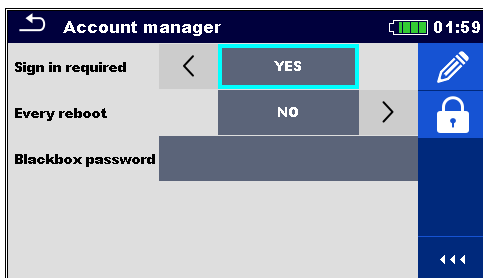 Account manager 01:59
Sign in required YES
Every reboot NO
Blackbox password